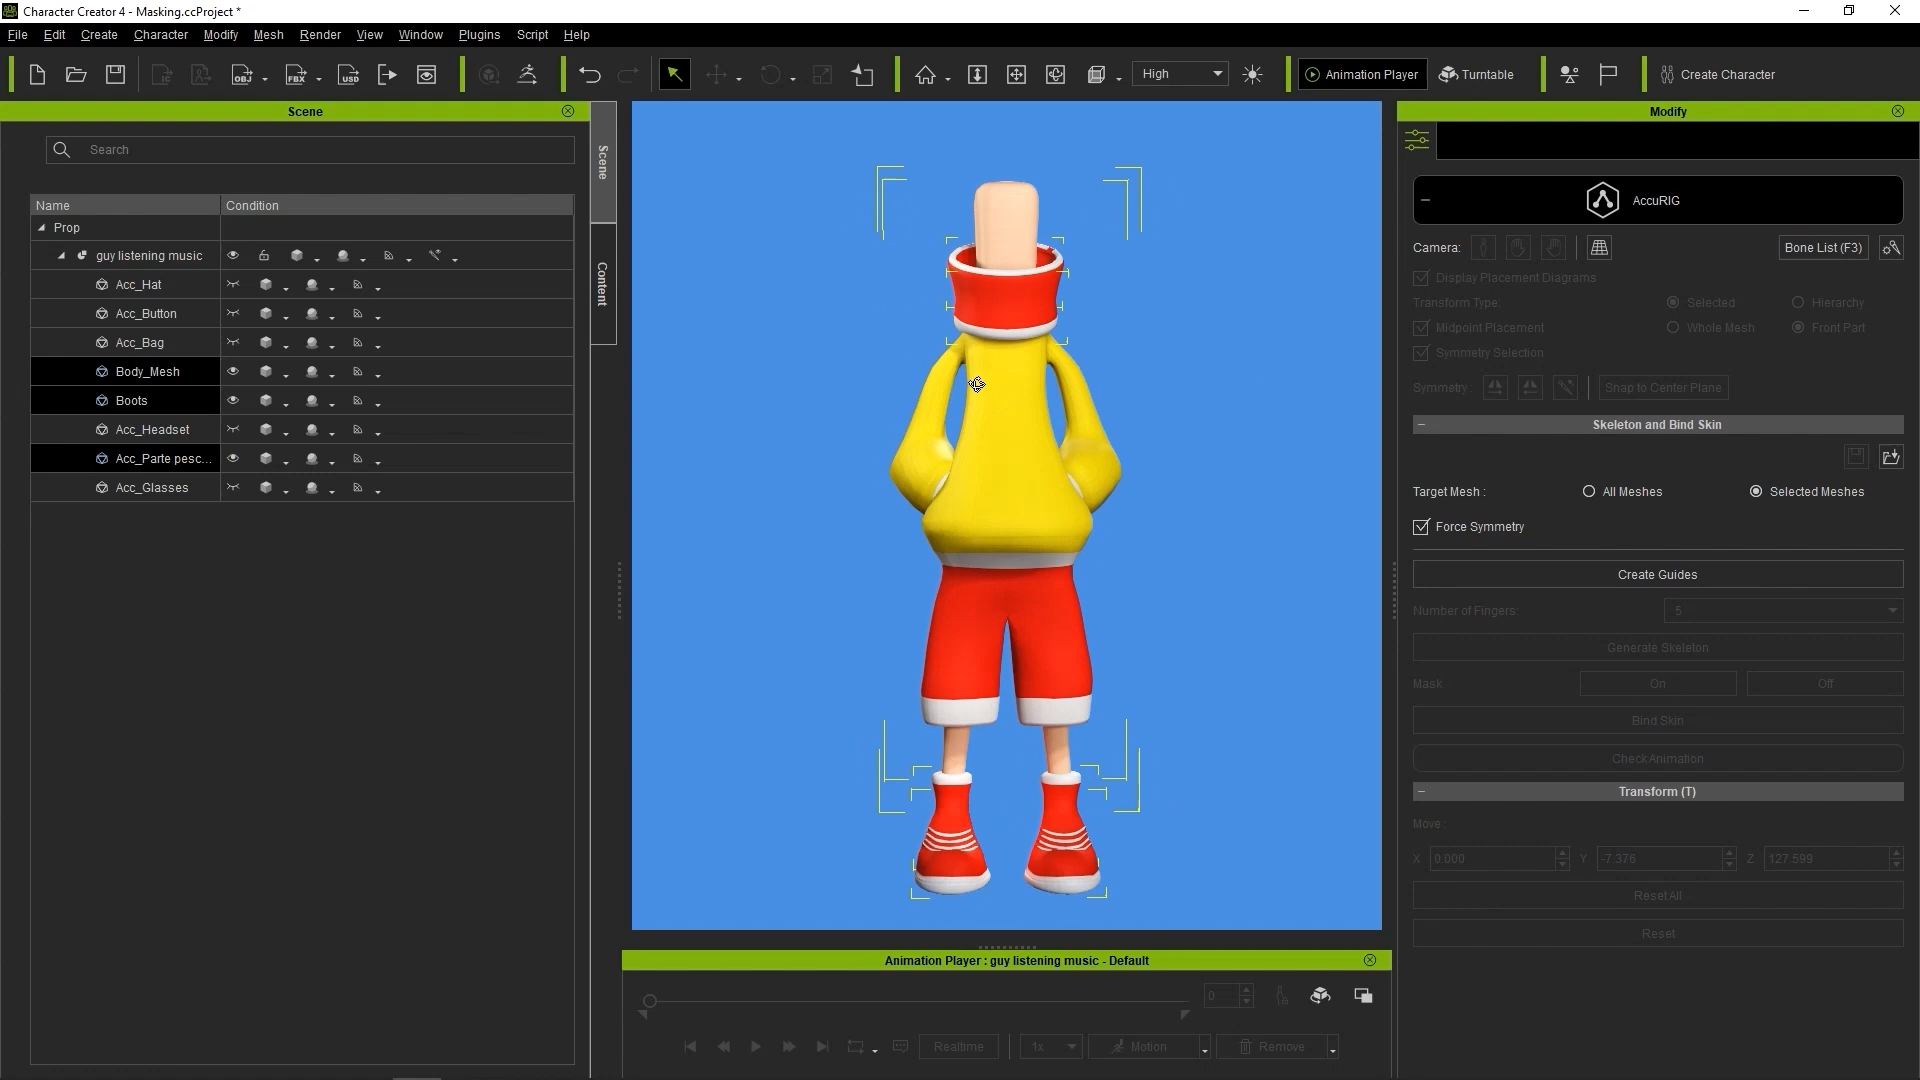 Character Creator 4 - Masking.ccProject *
File Edit Create Character Modify Mesh Render View Window Plugins Script Help
OBJ FBX USD High Animation Player Turntable Create Character
Scene
Search
Name Condition
Prop
guy listening music
Acc_Hat
Acc_Button
Acc_Bag
Body_Mesh
Boots
Acc_Headset
Acc_Parte pesc...
Acc_Glasses
Scene
Content
Animation Player : guy listening music - Default
0
Realtime 1x Motion Remove
Modify
AccuRIG
Camera: Bone List (F3)
Display Placement Diagrams
Transform Type: Selected Hierarchy
Midpoint Placement Whole Mesh Front Part
Symmetry Selection
Symmetry: Snap to Center Plane
Skeleton and Bind Skin
Target Mesh : All Meshes Selected Meshes
Force Symmetry
Create Guides
Number of Fingers: 5
Generate Skeleton
Mask On Off
Bind Skin
Check Animation
Transform (T)
Move :
X 0.000 Y -7.376 Z 127.599
Reset All
Reset